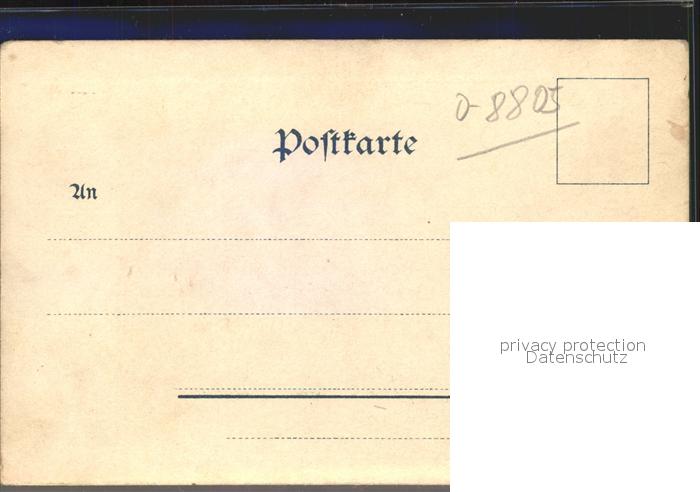 O-8805
Postkarte
An
privacy protection
Datenschutz